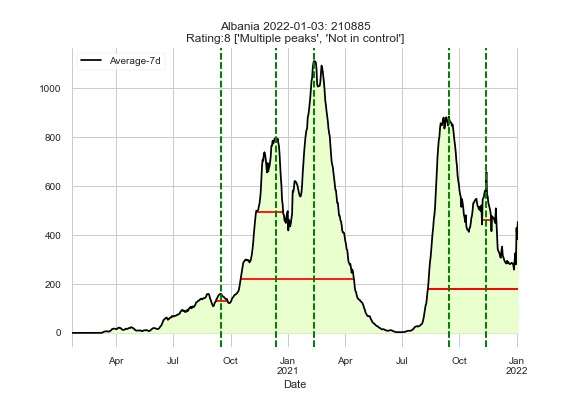 Albania 2022-01-03: 210885
Rating:8 ['Multiple peaks', 'Not in control']
Average-7d
1000
800
600
400
200
0
Apr Jul Oct Jan Apr Jul Oct Jan
2021 2022
Date